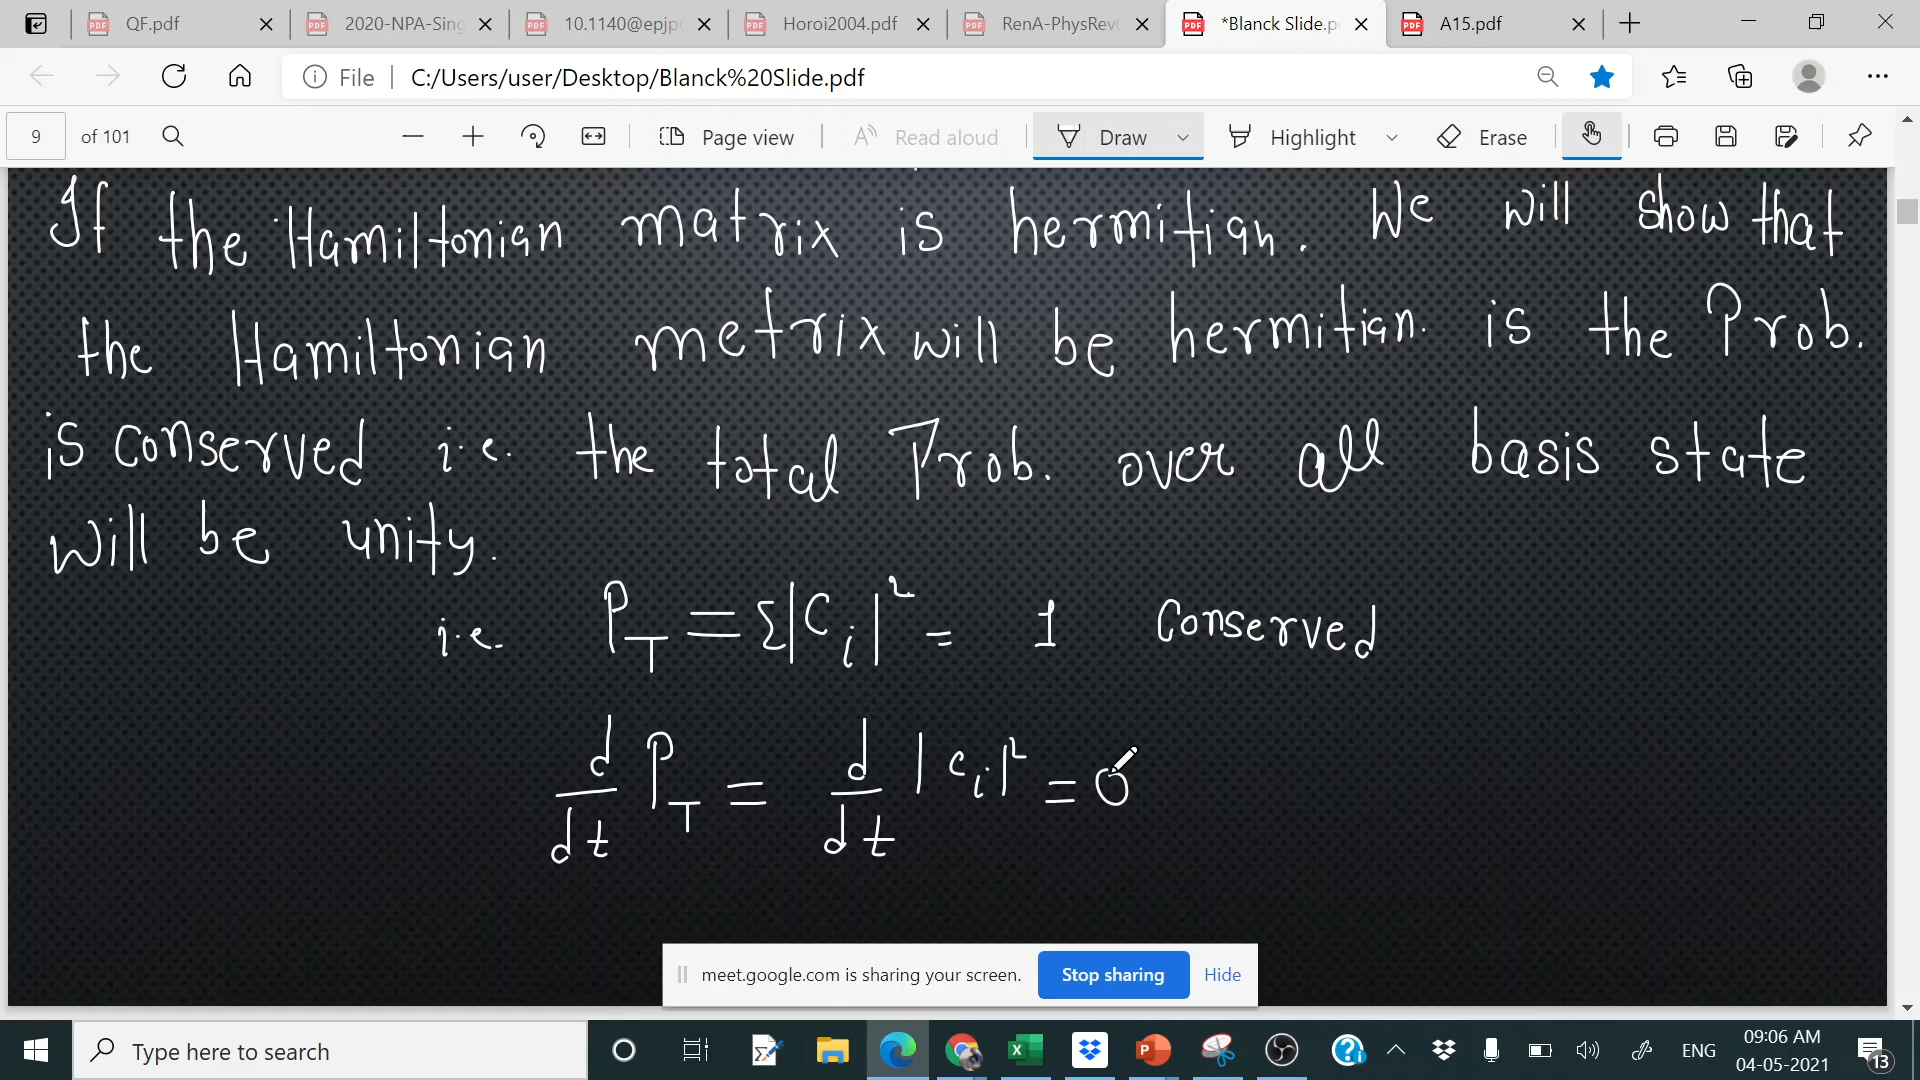 QF.pdf 2020-NPA-Sing 10.1140@epjp Horoi2004.pdf RenA-PhysRevC *Blanck Slide.p A15.pdf
File C:/Users/user/Desktop/Blanck%20Slide.pdf
9 of 101 Page view Read aloud Draw Highlight Erase
If the Hamiltonian matrix is hermitian. We will show that
the Hamiltonian metrix will be hermitian. is the Prob.
is conserved i.e. the total Prob. over all basis state
will be unity.
i.e. P_T = Σ|C_i|² = 1 Conserved
d/dt P_T = d/dt |c_i|² = 0
meet.google.com is sharing your screen. Stop sharing Hide
Type here to search ENG 09:06 AM
04-05-2021 13